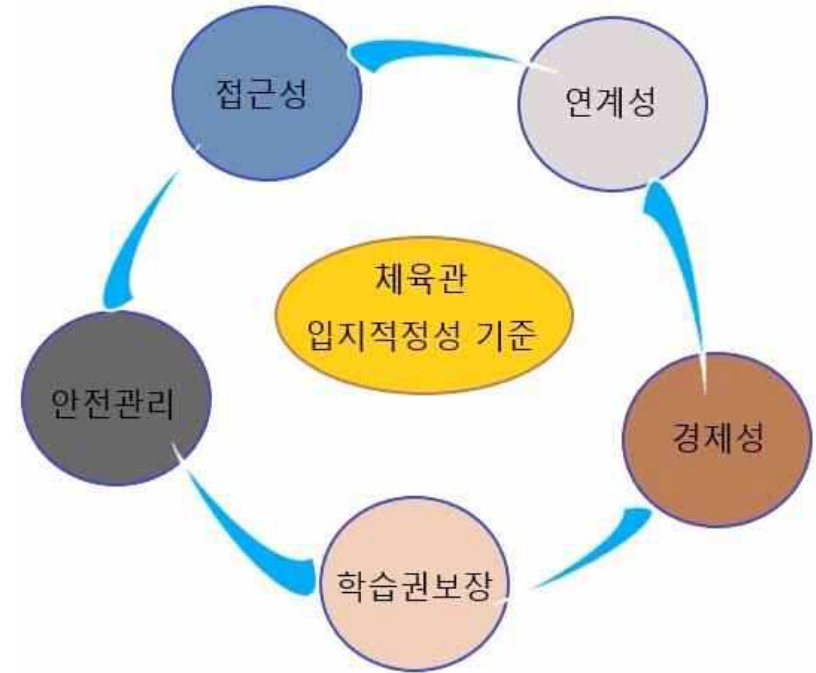 접근성
연계성
체육관
입지적정성 기준
안전관리
경제성
학습권보장